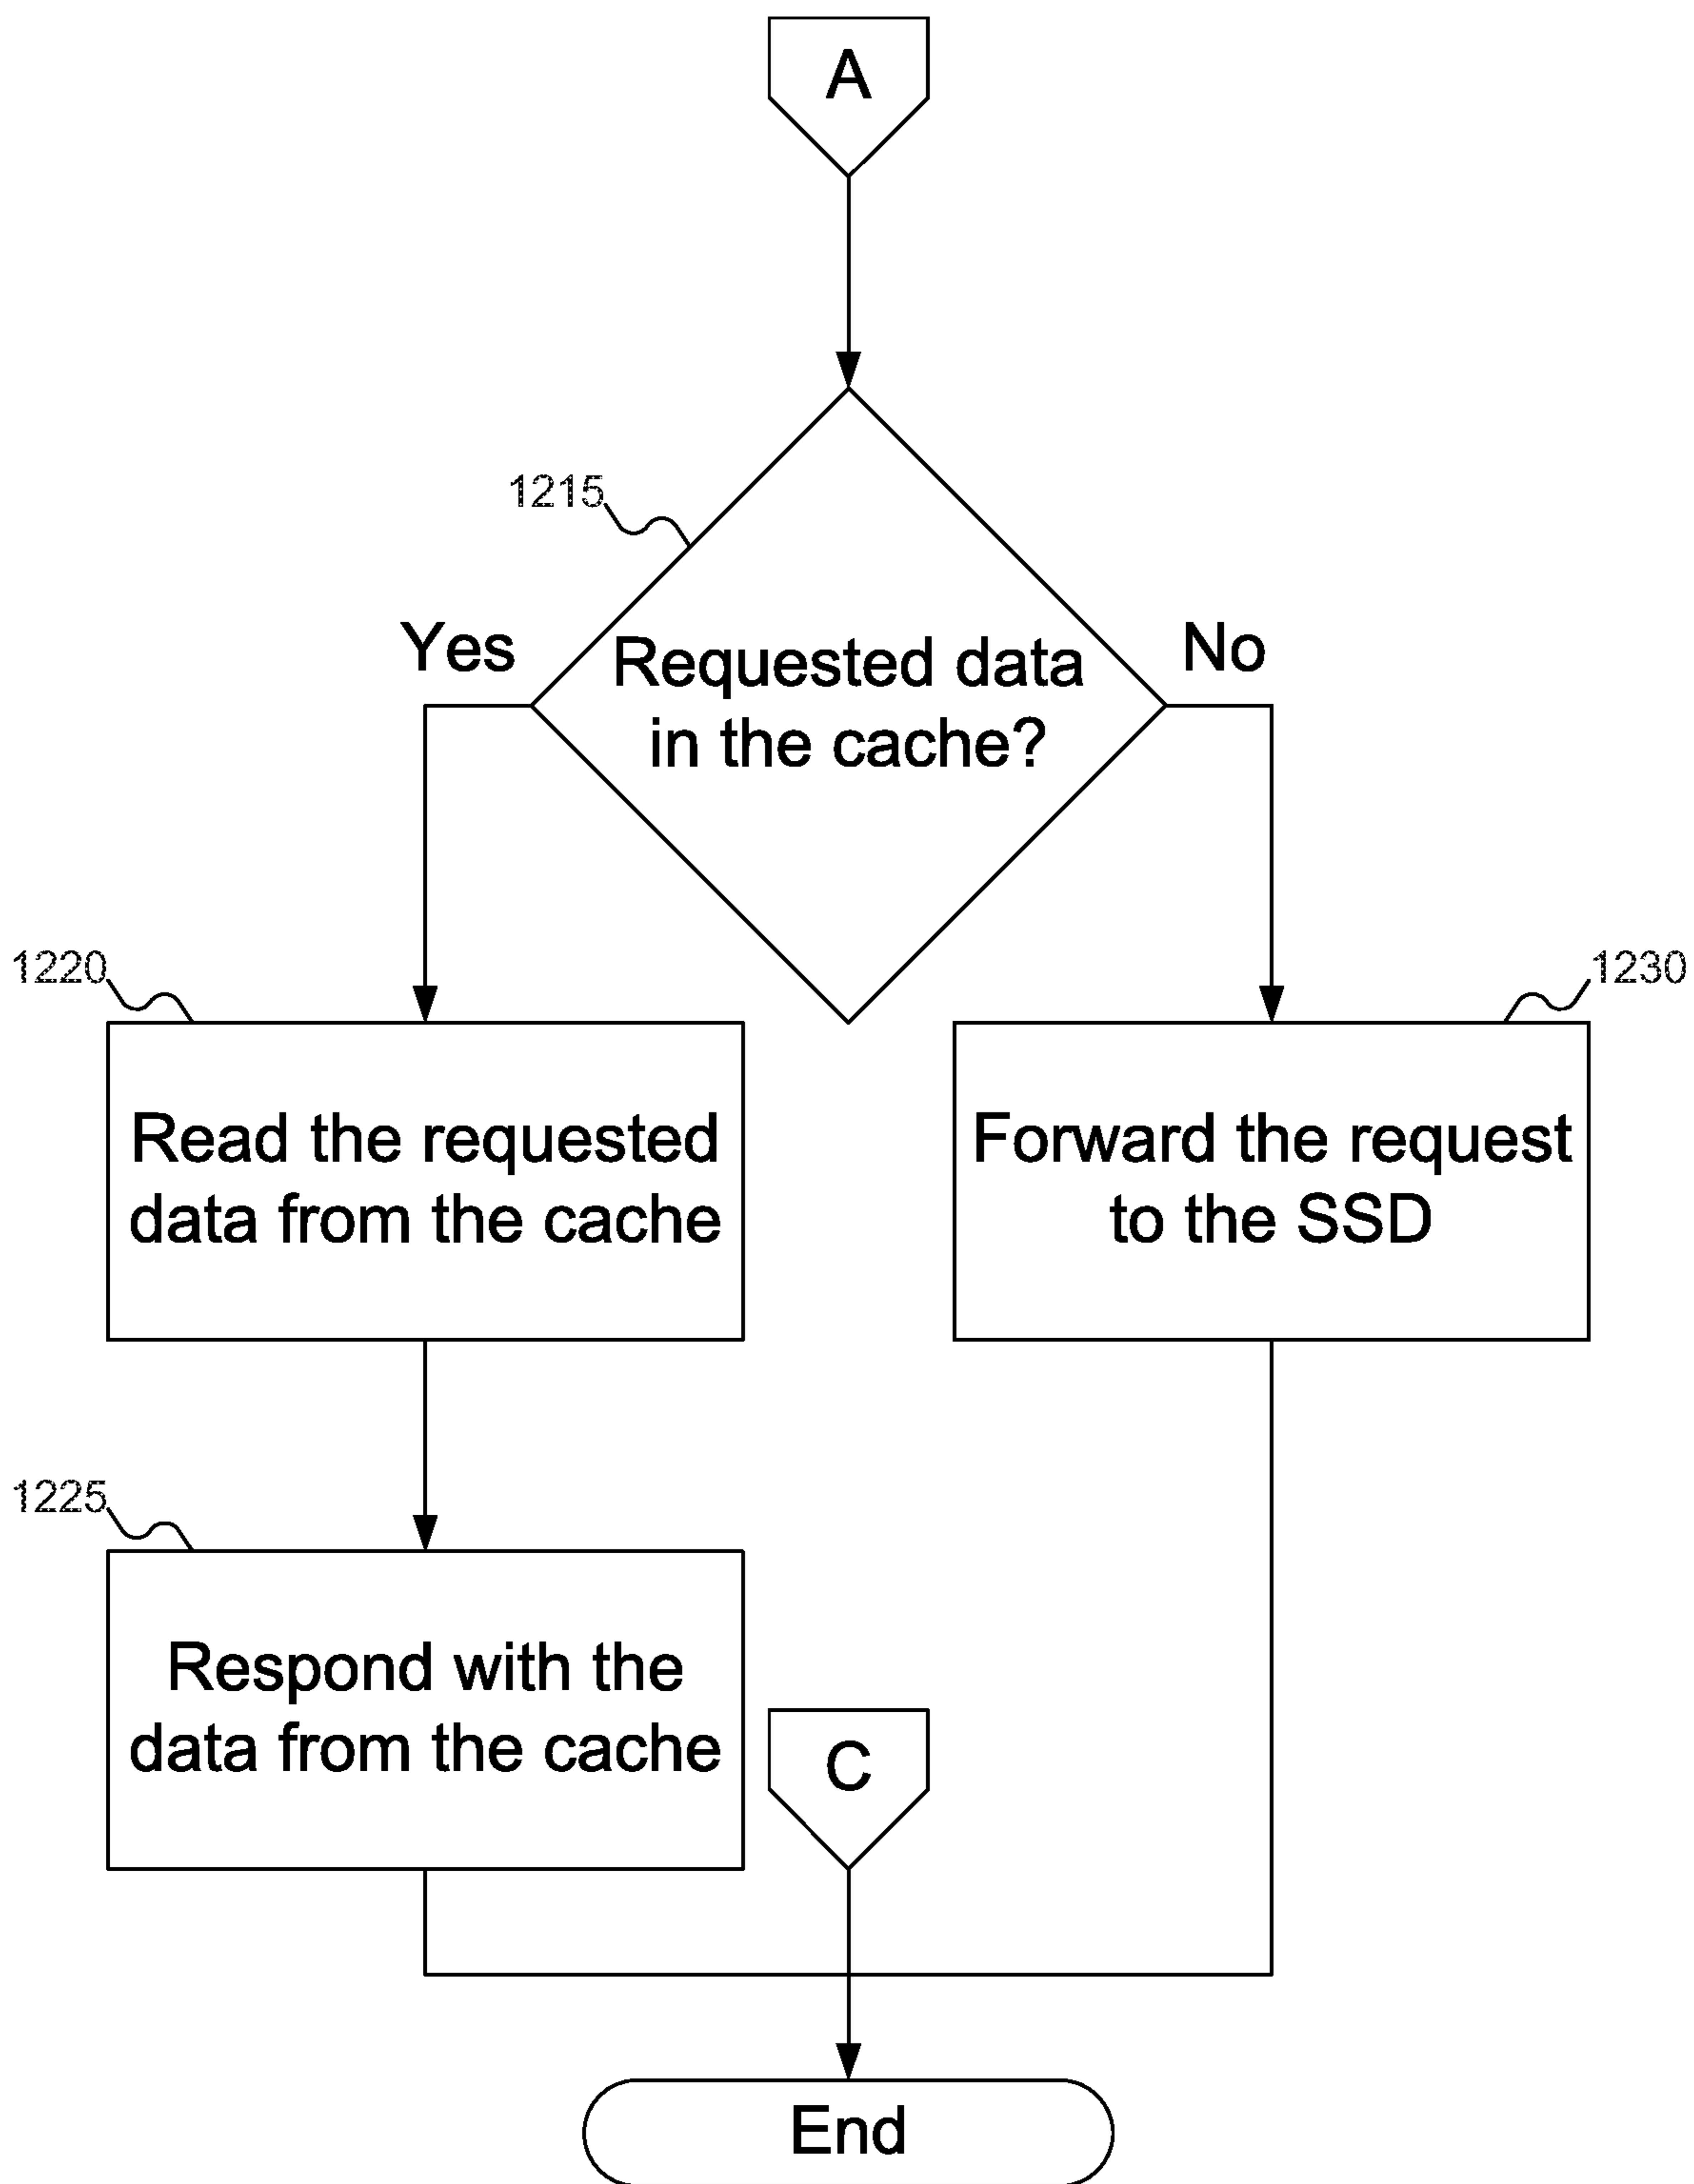 A
1215
Yes
No
Requested data
in the cache?
1220
1230
Read the requested
data from the cache
Forward the request
to the SSD
1225
Respond with the
data from the cache
C
End